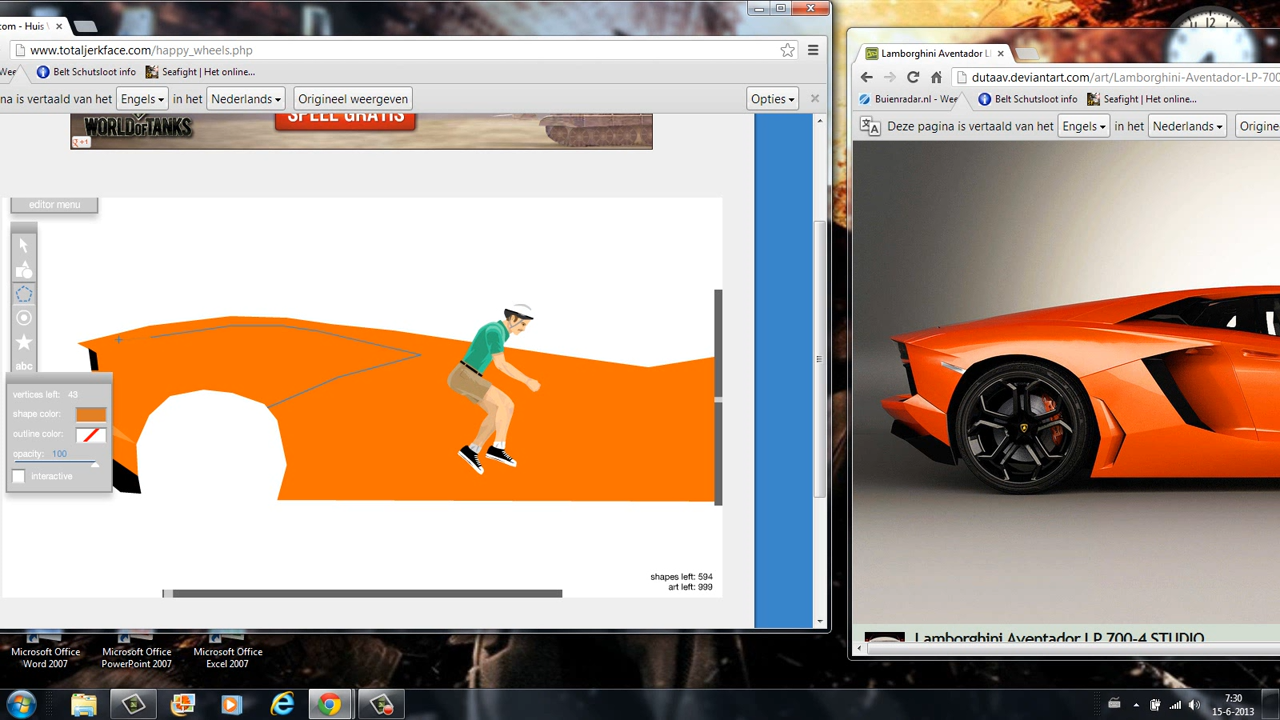 com - Huis
www.totaljerkface.com/happy_wheels.php
Wee Belt Schutsloot info Seafight | Het online...
na is vertaald van het Engels in het Nederlands Origineel weergeven Opties
WORLD OF TANKS
SPEEL GRATIS
+1
editor menu
abc
vertices left: 43
shape color:
outline color:
opacity: 100
interactive
shapes left: 594
art left: 999
Lamborghini Aventador L
dutaav.deviantart.com/art/Lamborghini-Aventador-LP-700
Buienradar.nl - Wee Belt Schutsloot info Seafight | Het online...
Deze pagina is vertaald van het Engels in het Nederlands Origine
Lamborghini Aventador LP 700-4 STUDIO
Microsoft Office Word 2007
Microsoft Office PowerPoint 2007
Microsoft Office Excel 2007
7:30
15-6-2013